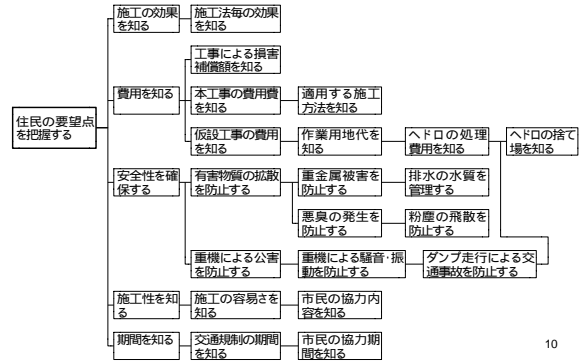 住民の要望点
を把握する
施工の効果
を知る
施工法毎の効果
を知る
費用を知る
工事による損害
補償額を知る
本工事の費用費
を知る
適用する施工
方法を知る
仮設工事の費用
を知る
作業用地代を
知る
ヘドロの処理
費用を知る
ヘドロの捨て
場を知る
安全性を確
保する
有害物質の拡散
を防止する
重金属被害を
防止する
排水の水質を
管理する
悪臭の発生を
防止する
粉塵の飛散を
防止する
重機による公害
を防止する
重機による騒音・振
動を防止する
ダンプ走行による交
通事故を防止する
施工性を知
る
施工の容易さを
知る
市民の協力内
容を知る
期間を知る
交通規制の期間
を知る
市民の協力期
間を知る
10